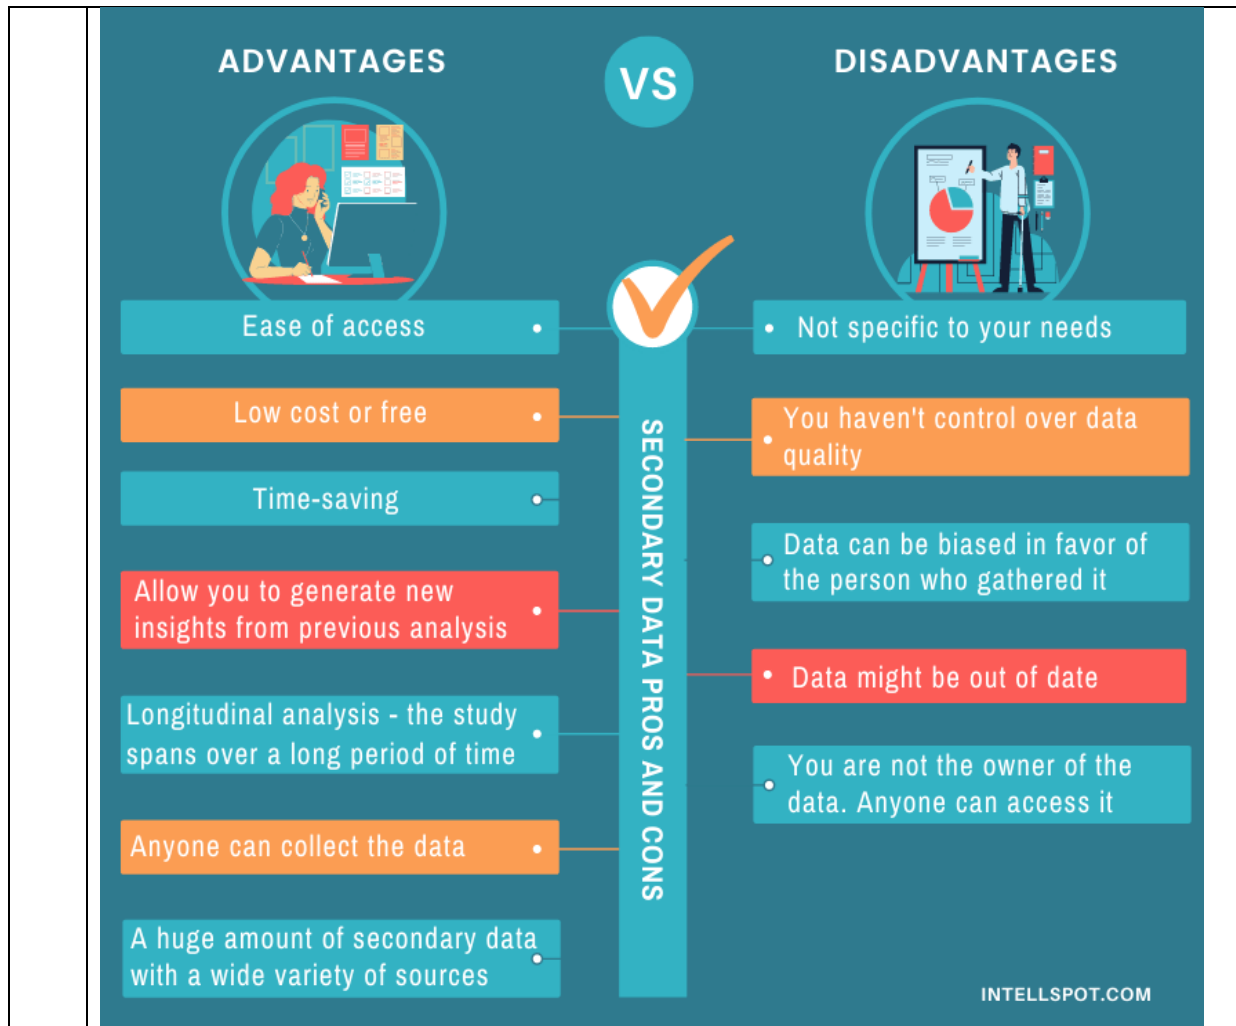 ADVANTAGES
VS
DISADVANTAGES
Ease of access
Low cost or free
Time-saving
Allow you to generate new
insights from previous analysis
Longitudinal analysis - the study
spans over a long period of time
Anyone can collect the data
A huge amount of secondary data
with a wide variety of sources
SECONDARY DATA PROS AND CONS
Not specific to your needs
You haven't control over data
quality
Data can be biased in favor of
the person who gathered it
Data might be out of date
You are not the owner of the
data. Anyone can access it
INTELLSPOT.COM